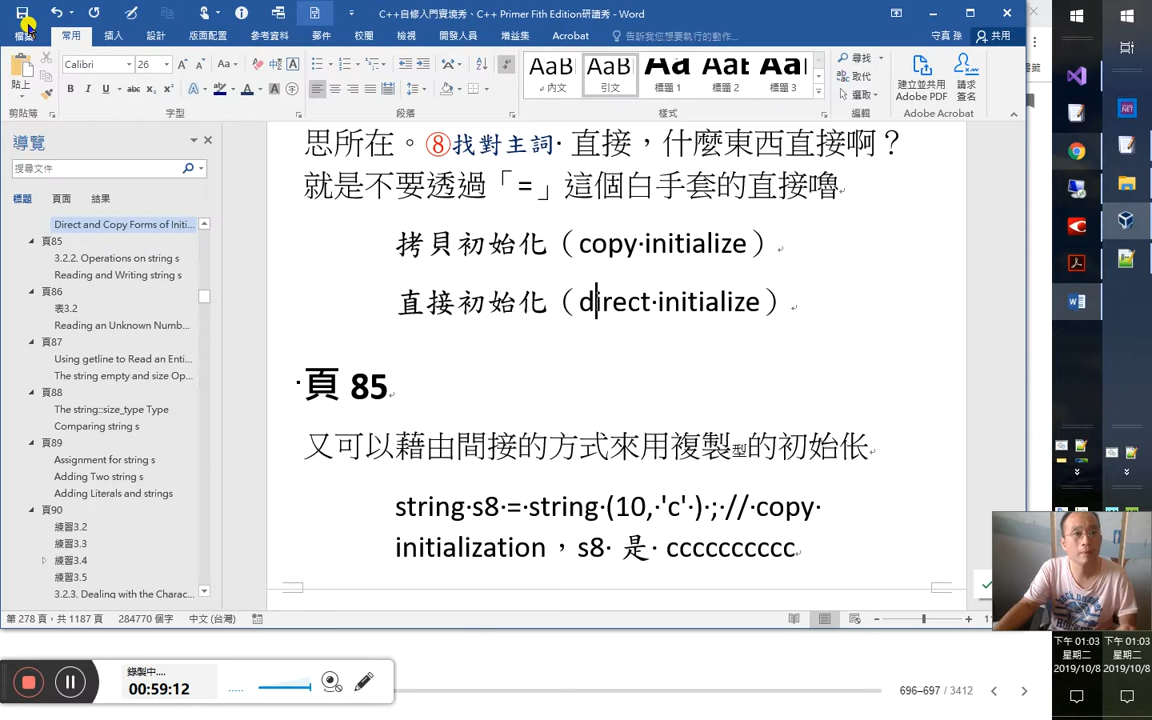 C++自修入門實境秀、C++ Primer Fith Edition研讀秀 - Word
檔案 常用 插入 設計 版面配置 參考資料 郵件 校閱 檢視 開發人員 增益集 Acrobat 告訴我您想要執行的動作... 守真 孫 共用
Calibri 26
貼上
AaBb AaBb Aa Aat Aal
內文 引文 標題 1 標題 2 標題 3
尋找 取代 選取
建立並共用 Adobe PDF
請求 簽名
剪貼簿 字型 段落 樣式 編輯 Adobe Acrobat
導覽
搜尋文件
標題 頁面 結果
Direct and Copy Forms of Initi...
頁85
3.2.2. Operations on string s
Reading and Writing string s
頁86
表3.2
Reading an Unknown Numb...
頁87
Using getline to Read an Enti...
The string empty and size Op...
頁88
The string::size_type Type
Comparing string s
頁89
Assignment for string s
Adding Two string s
Adding Literals and strings
頁90
練習3.2
練習3.3
練習3.4
練習3.5
3.2.3. Dealing with the Charac...
思所在。⑧找對主詞 直接，什麼東西直接啊？
就是不要透過「=」這個白手套的直接嚕
拷貝初始化（copy initialize）
直接初始化（direct initialize）
頁 85
又可以藉由間接的方式來用複製型的初始化
string s8 = string (10, 'c' ) ; // copy
initialization，s8 是 cccccccccc
第 278 頁，共 1187 頁 284770 個字 中文 (台灣)
錄製中....
00:59:12
696–697 / 3412
下午 01:03
星期二
2019/10/8
下午 01:03
星期二
2019/10/8